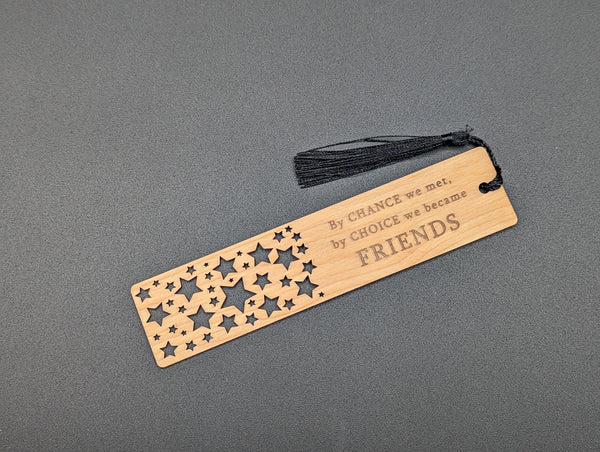 By CHANCE we met,
by CHOICE we became
FRIENDS